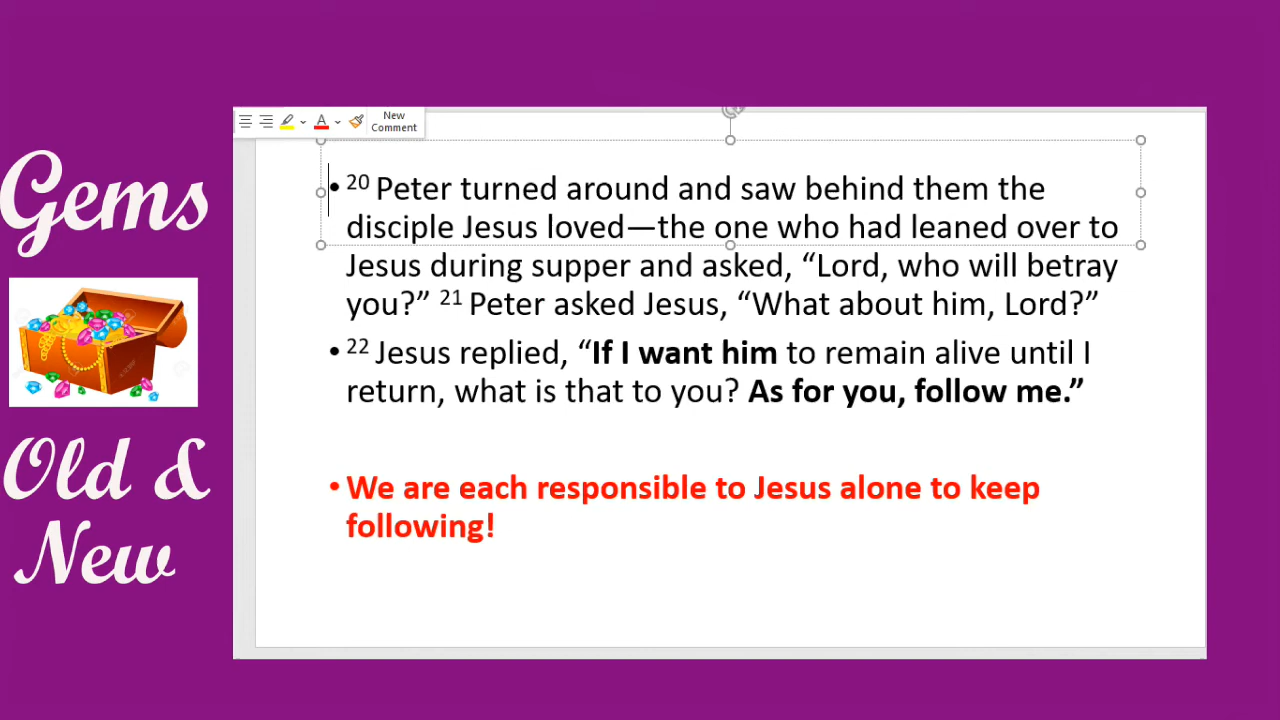 Gems
Old &
New
A
New
Comment
• 20 Peter turned around and saw behind them the
disciple Jesus loved—the one who had leaned over to
Jesus during supper and asked, “Lord, who will betray
you?” 21 Peter asked Jesus, “What about him, Lord?”
• 22 Jesus replied, “If I want him to remain alive until I
return, what is that to you? As for you, follow me.”
• We are each responsible to Jesus alone to keep
following!